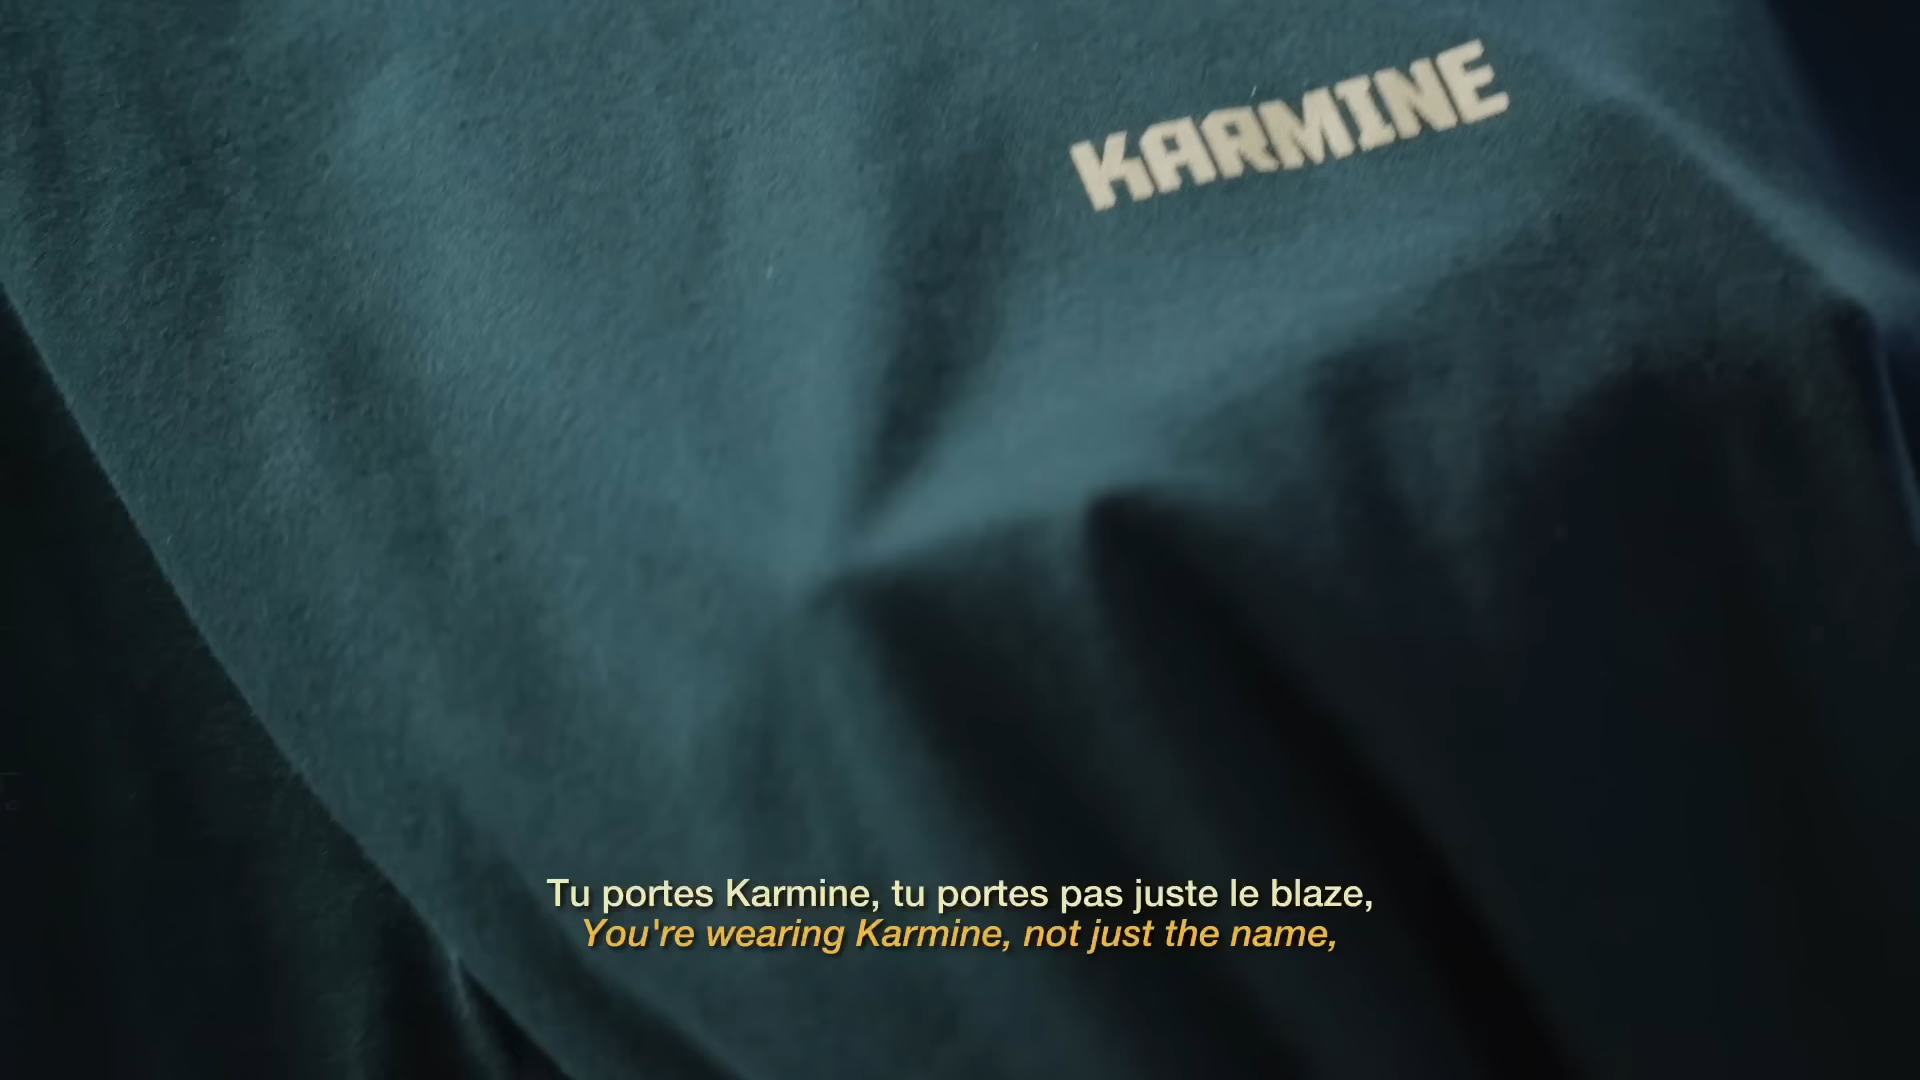 KARMINE
Tu portes Karmine, tu portes pas juste le blaze,
You're wearing Karmine, not just the name,